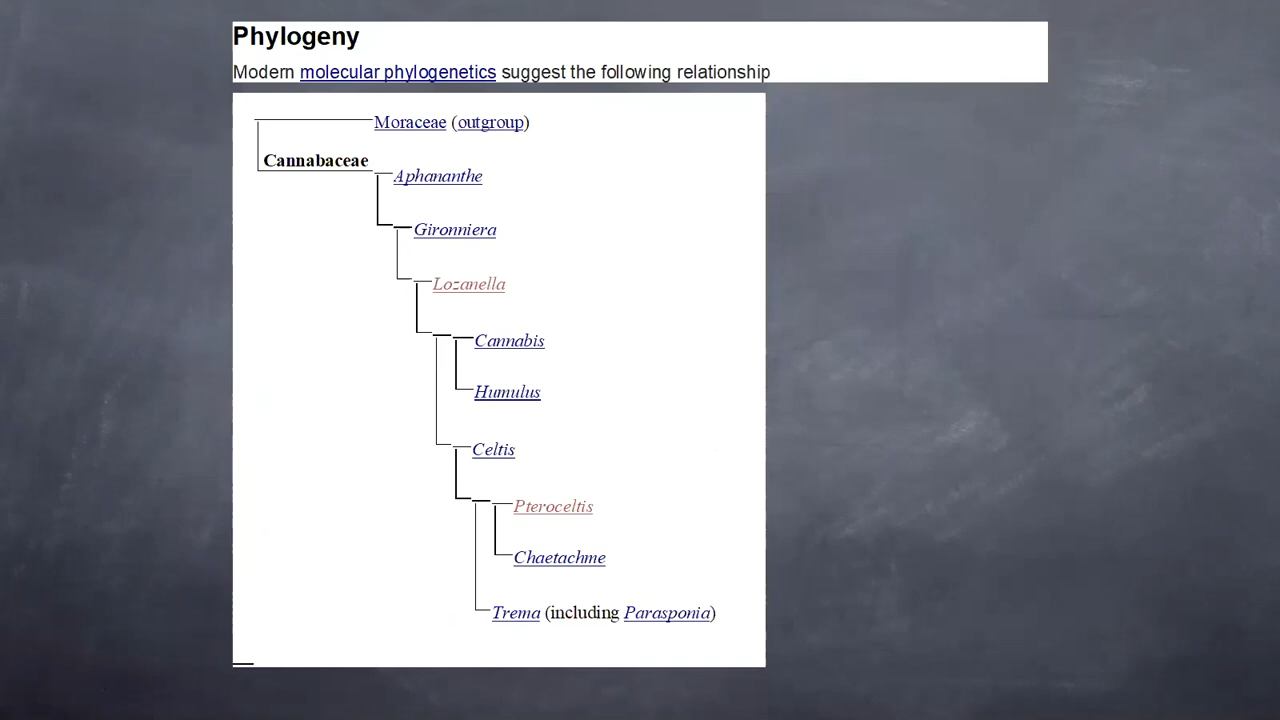 Phylogeny
Modern molecular phylogenetics suggest the following relationship
Moraceae (outgroup)
Cannabaceae
Aphananthe
Gironniera
Lozanella
Cannabis
Humulus
Celtis
Pteroceltis
Chaetachme
Trema (including Parasponia)